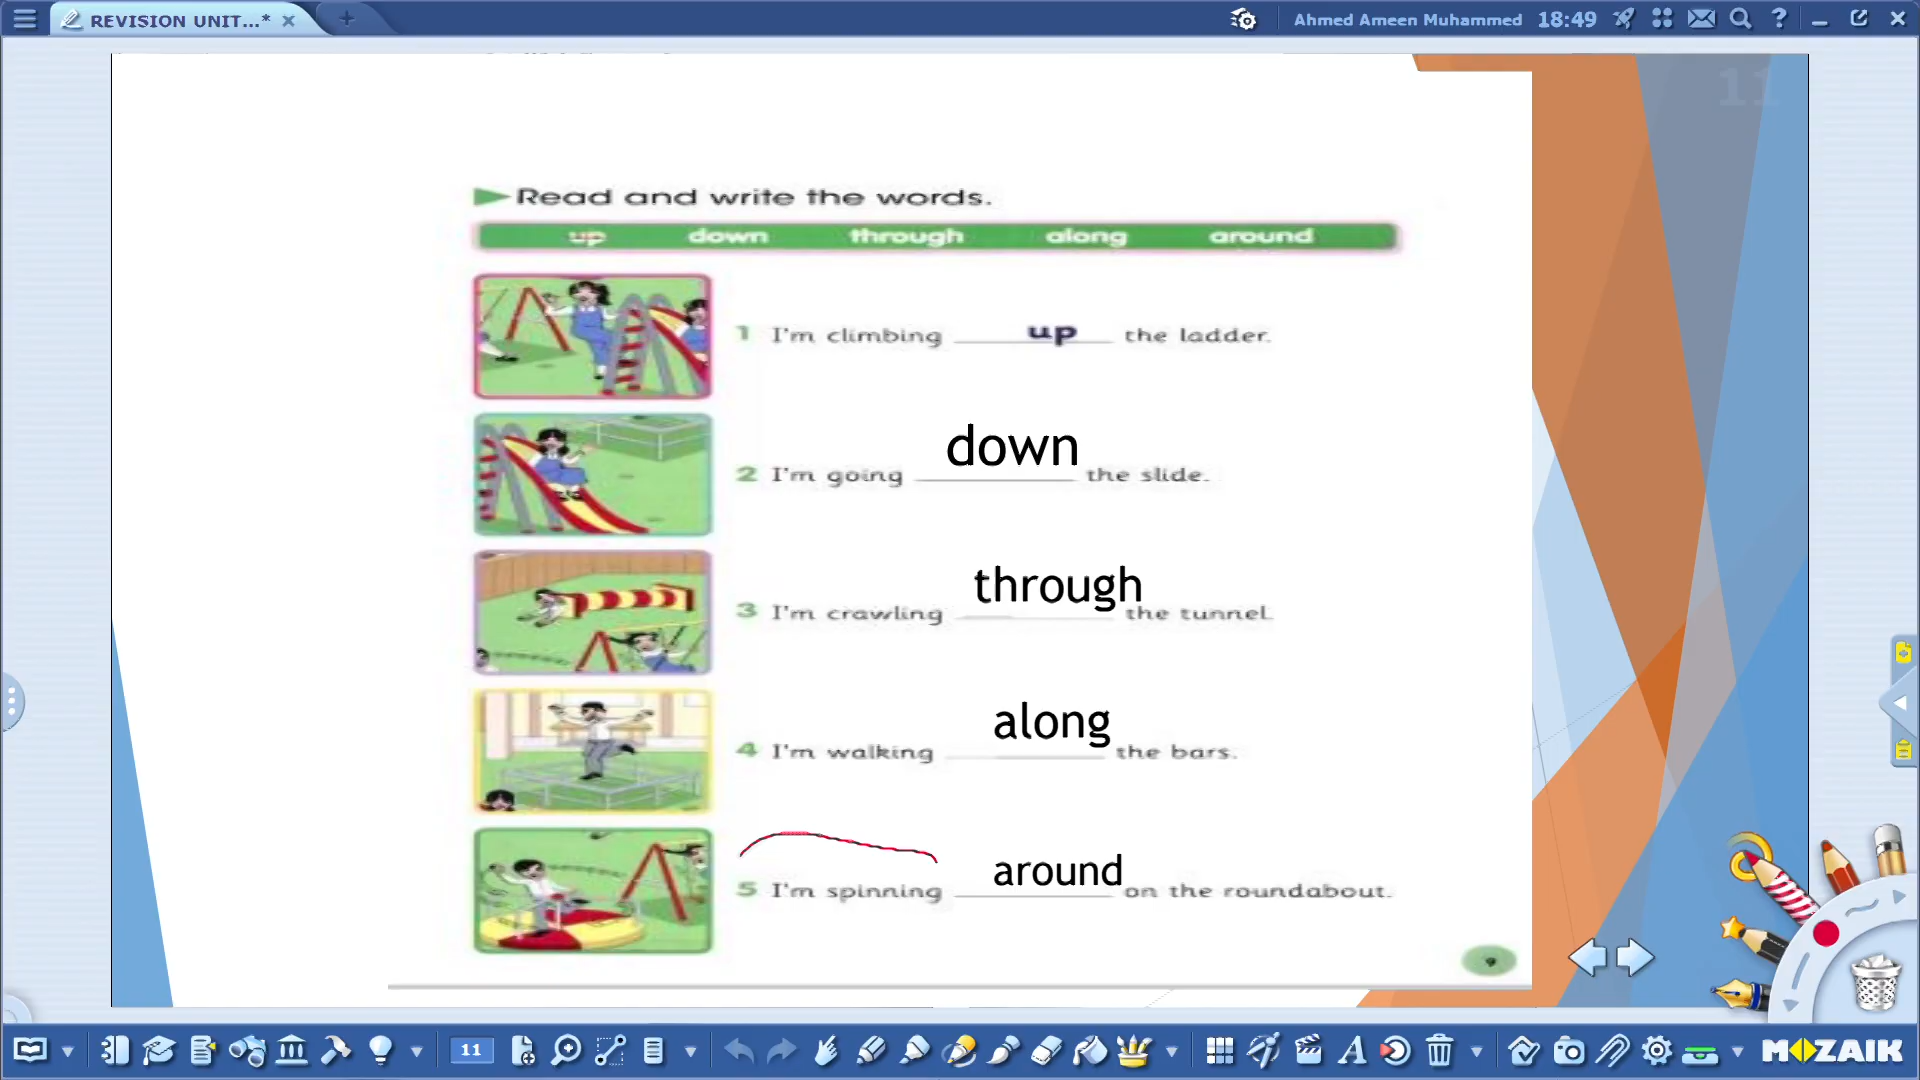 REVISION UNIT...*
Ahmed Ameen Muhammed 18:49
11
Read and write the words.
up down through along around
1 I'm climbing up the ladder.
2 I'm going down the slide.
3 I'm crawling through the tunnel.
4 I'm walking along the bars.
5 I'm spinning around on the roundabout.
9
11
MOZAIK